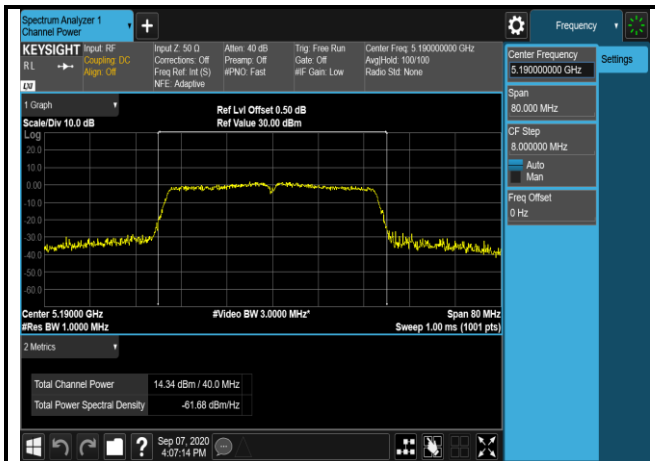 Spectrum Analyzer 1
Channel Power
Frequency
KEYSIGHT
R L
LXI
Input: RF
Coupling: DC
Align: Off
Input Z: 50 Ω
Corrections: Off
Freq Ref: Int (S)
NFE: Adaptive
Atten: 40 dB
Preamp: Off
#PNO: Fast
Trig: Free Run
Gate: Off
#IF Gain: Low
Center Freq: 5.190000000 GHz
Avg|Hold: 100/100
Radio Std: None
Center Frequency
5.190000000 GHz
Settings
Span
80.000 MHz
CF Step
8.000000 MHz
Auto
Man
Freq Offset
0 Hz
1 Graph
Scale/Div 10.0 dB
Ref Lvl Offset 0.50 dB
Ref Value 30.00 dBm
Log
20.0
10.0
0.00
-10.0
-20.0
-30.0
-40.0
-50.0
-60.0
Center 5.19000 GHz
#Video BW 3.0000 MHz*
Span 80 MHz
#Res BW 1.0000 MHz
Sweep 1.00 ms (1001 pts)
2 Metrics
Total Channel Power 14.34 dBm / 40.0 MHz
Total Power Spectral Density -61.68 dBm/Hz
Sep 07, 2020
4:07:14 PM